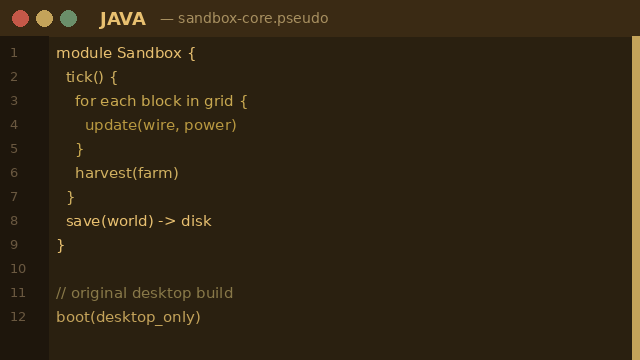 JAVA — sandbox-core.pseudo
1 module Sandbox {
2 tick() {
3 for each block in grid {
4 update(wire, power)
5 }
6 harvest(farm)
7 }
8 save(world) -> disk
9 }
10
11 // original desktop build
12 boot(desktop_only)